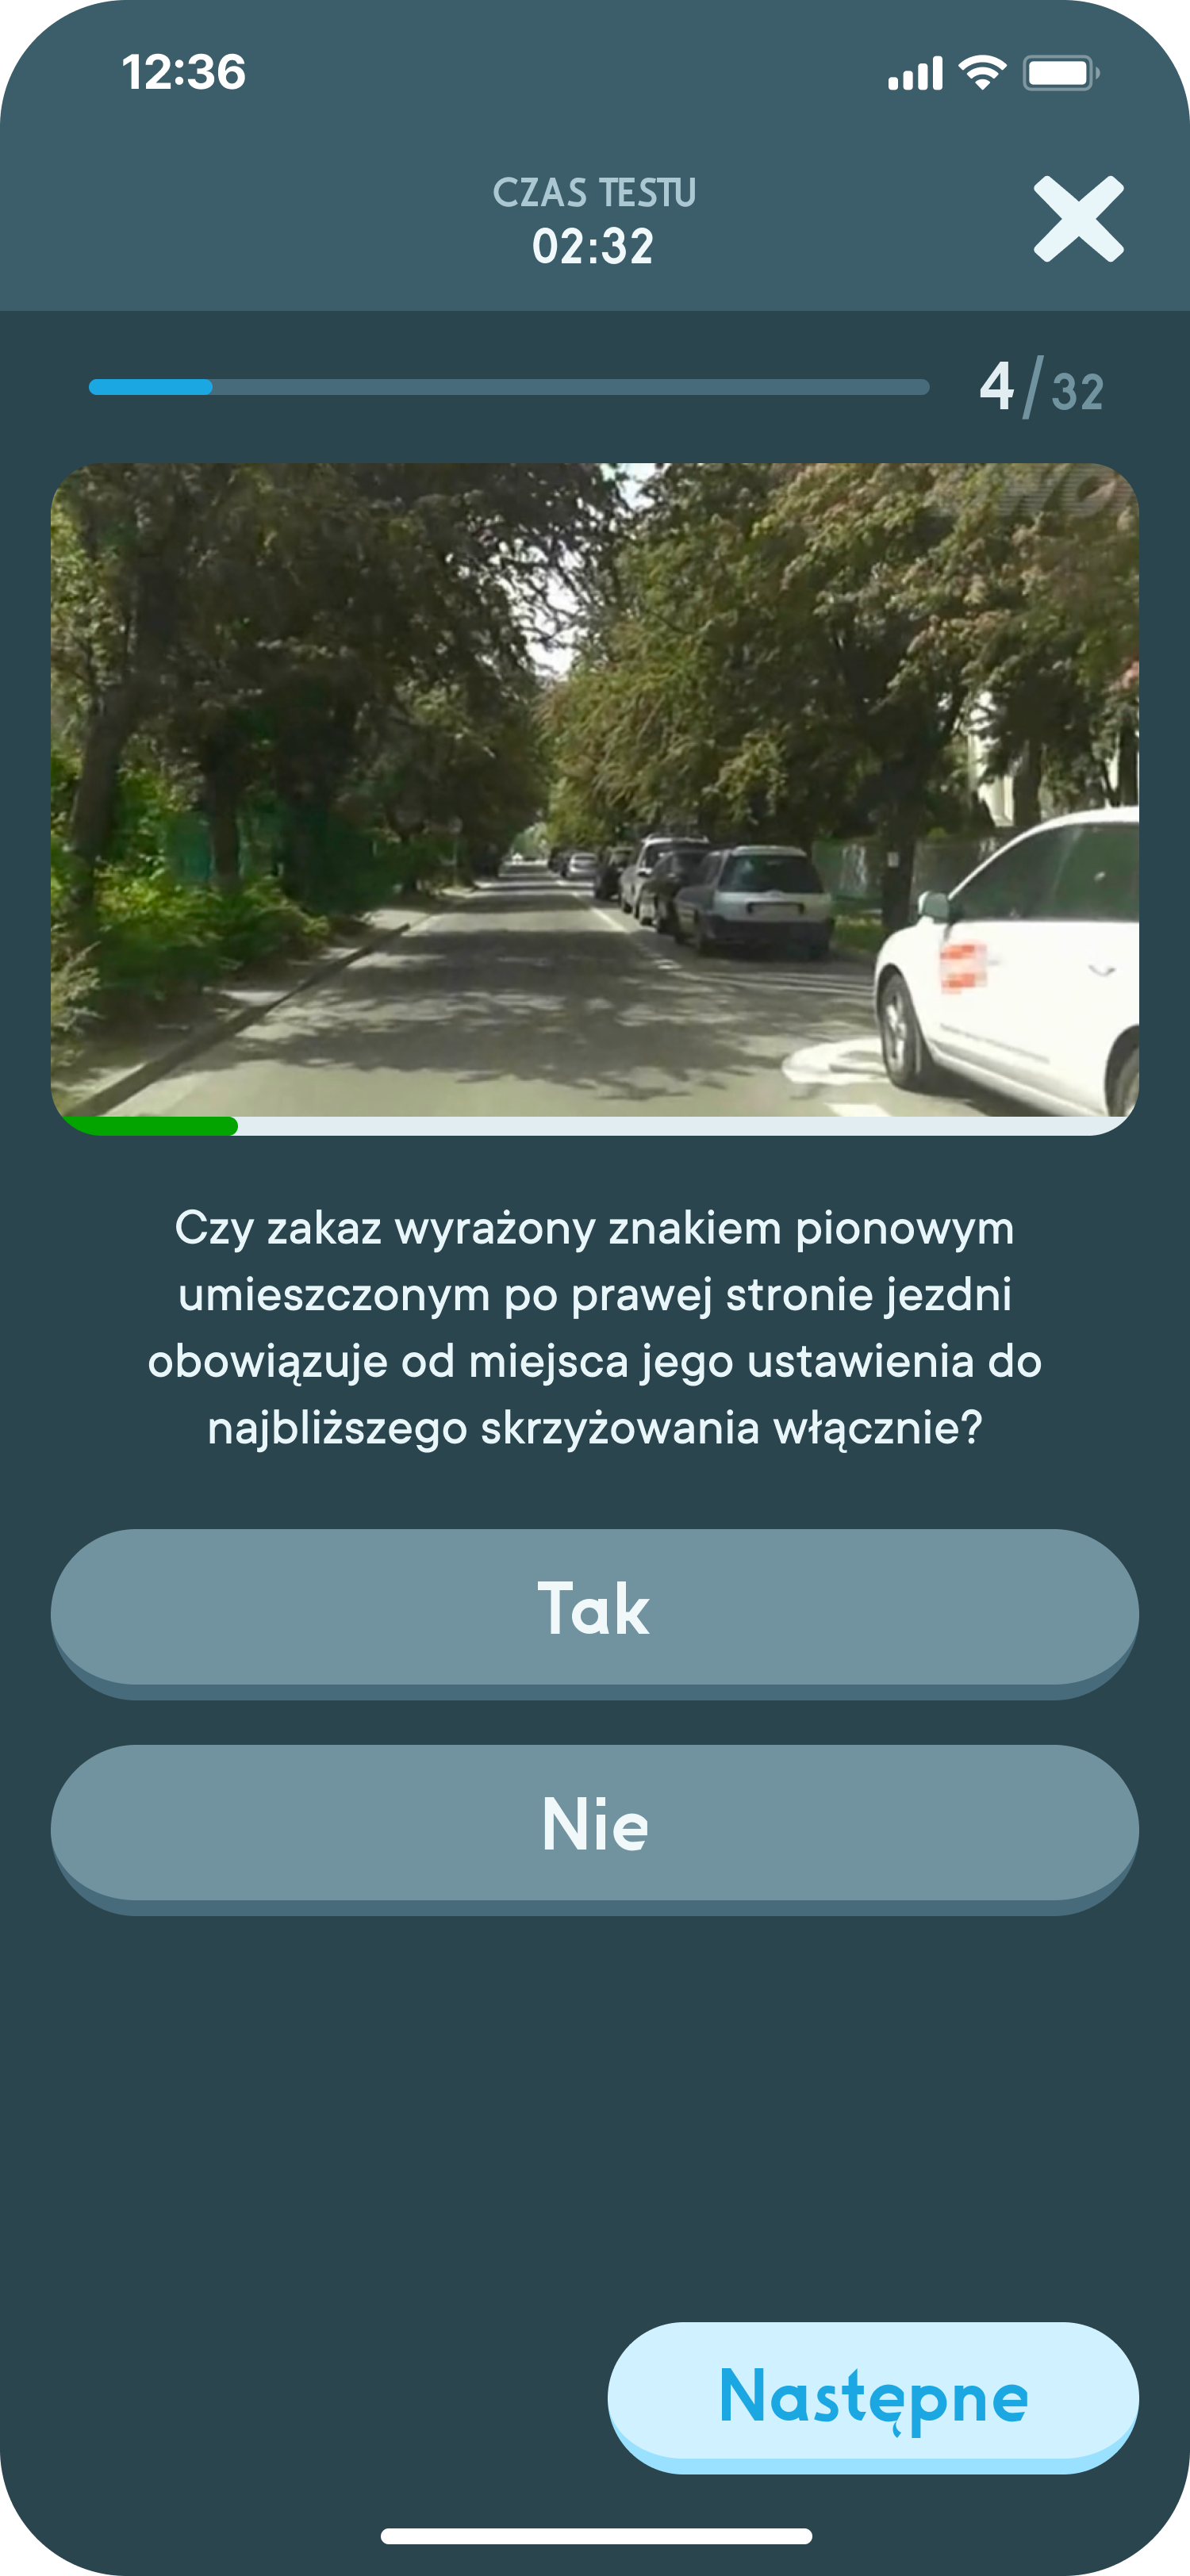 12:36
CZAS TESTU
02:32
4/32
Czy zakaz wyrażony znakiem pionowym
umieszczonym po prawej stronie jezdni
obowiązuje od miejsca jego ustawienia do
najbliższego skrzyżowania włącznie?
Tak
Nie
Następne